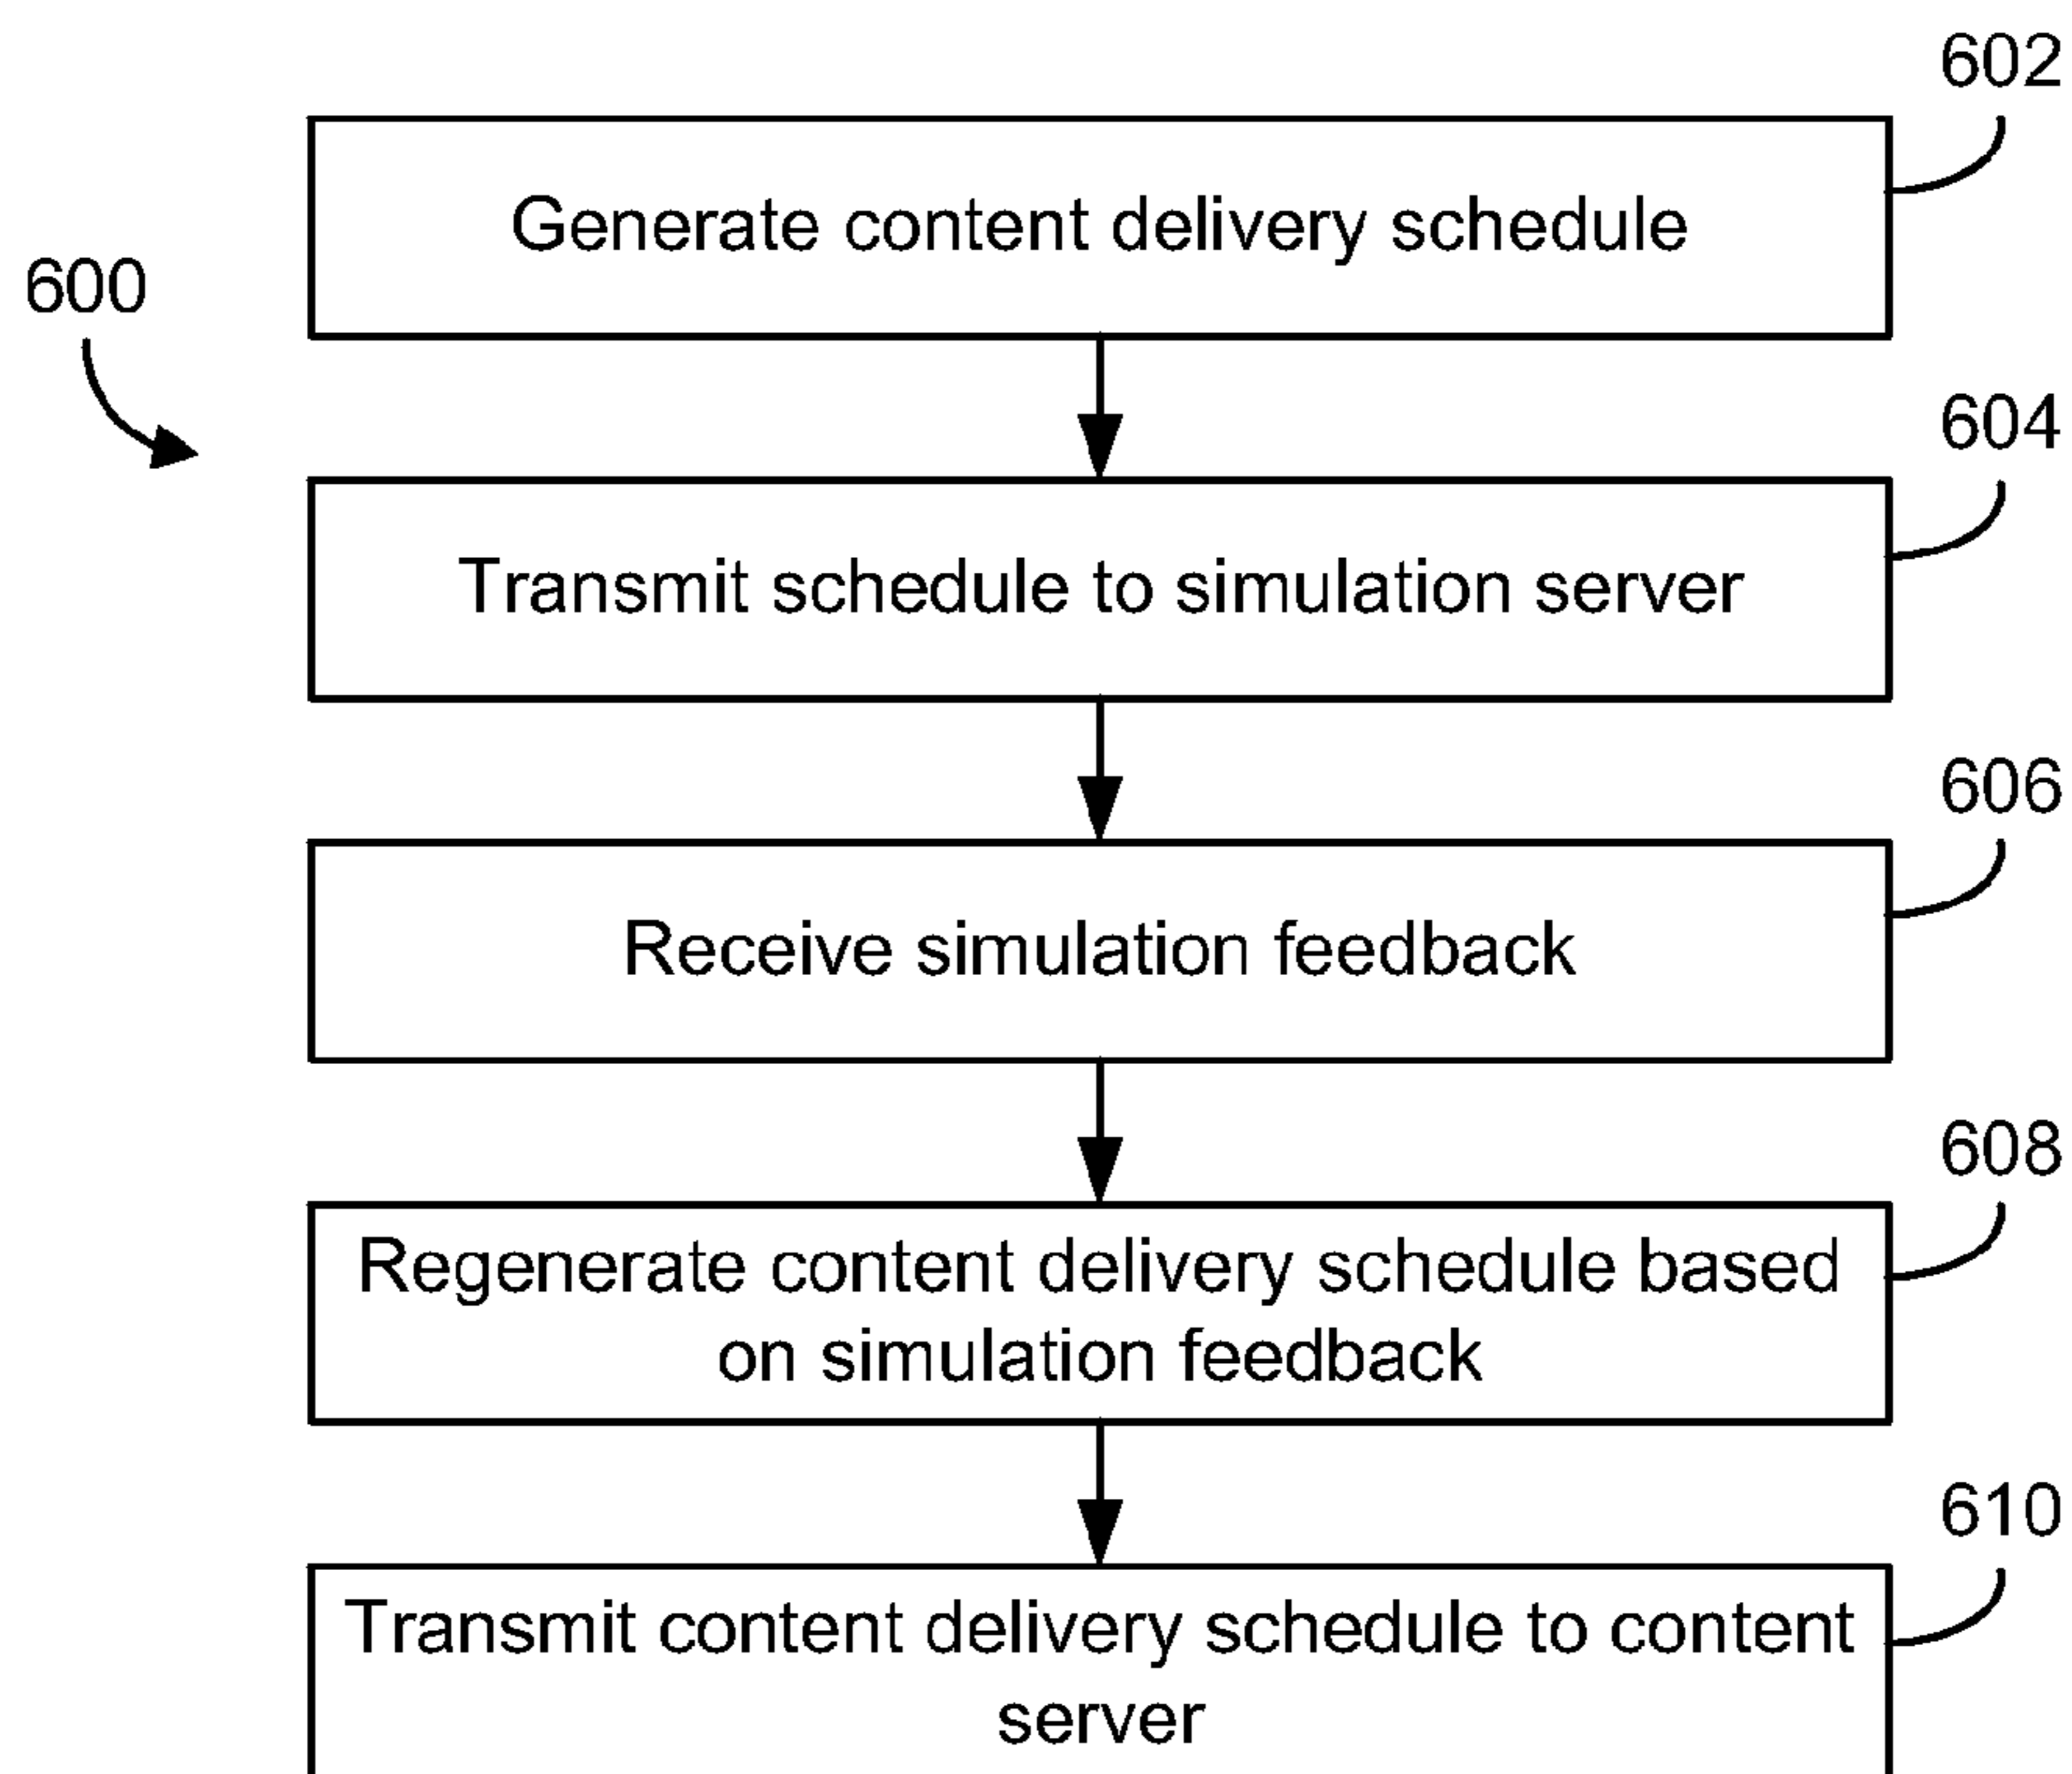 602
Generate content delivery schedule
600
604
Transmit schedule to simulation server
606
Receive simulation feedback
608
Regenerate content delivery schedule based
on simulation feedback
610
Transmit content delivery schedule to content
server